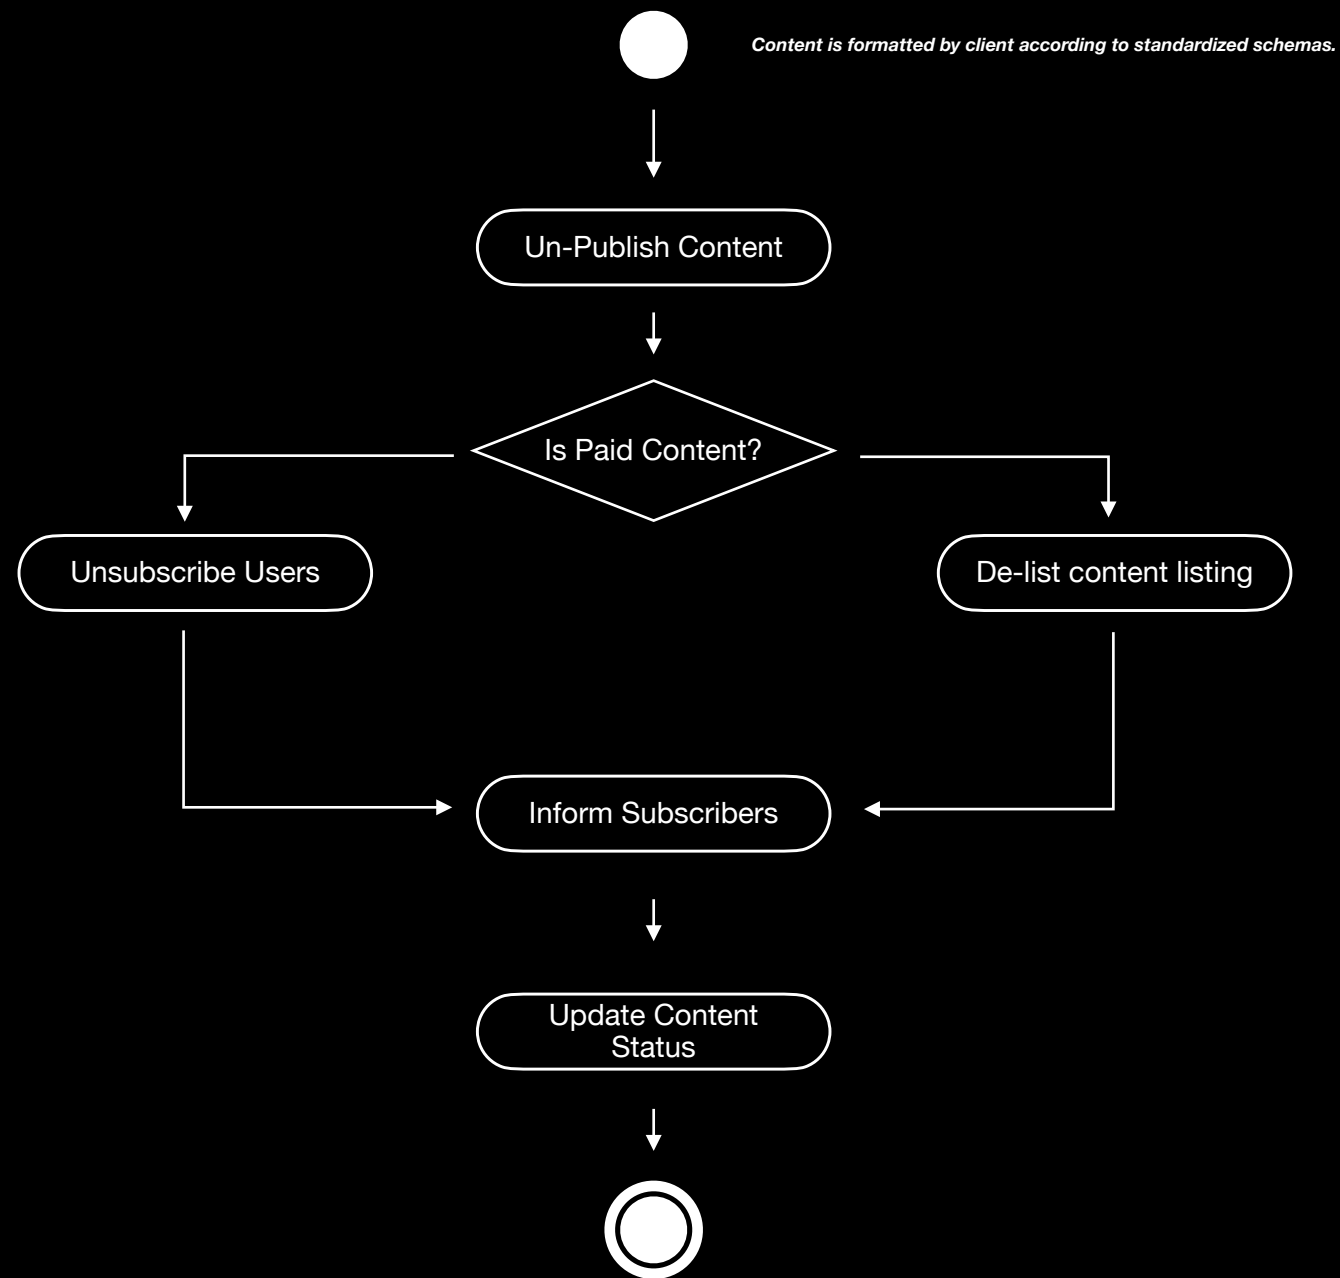 Content is formatted by client according to standardized schemas.
Un-Publish Content
Is Paid Content?
Unsubscribe Users
De-list content listing
Inform Subscribers
Update Content
Status